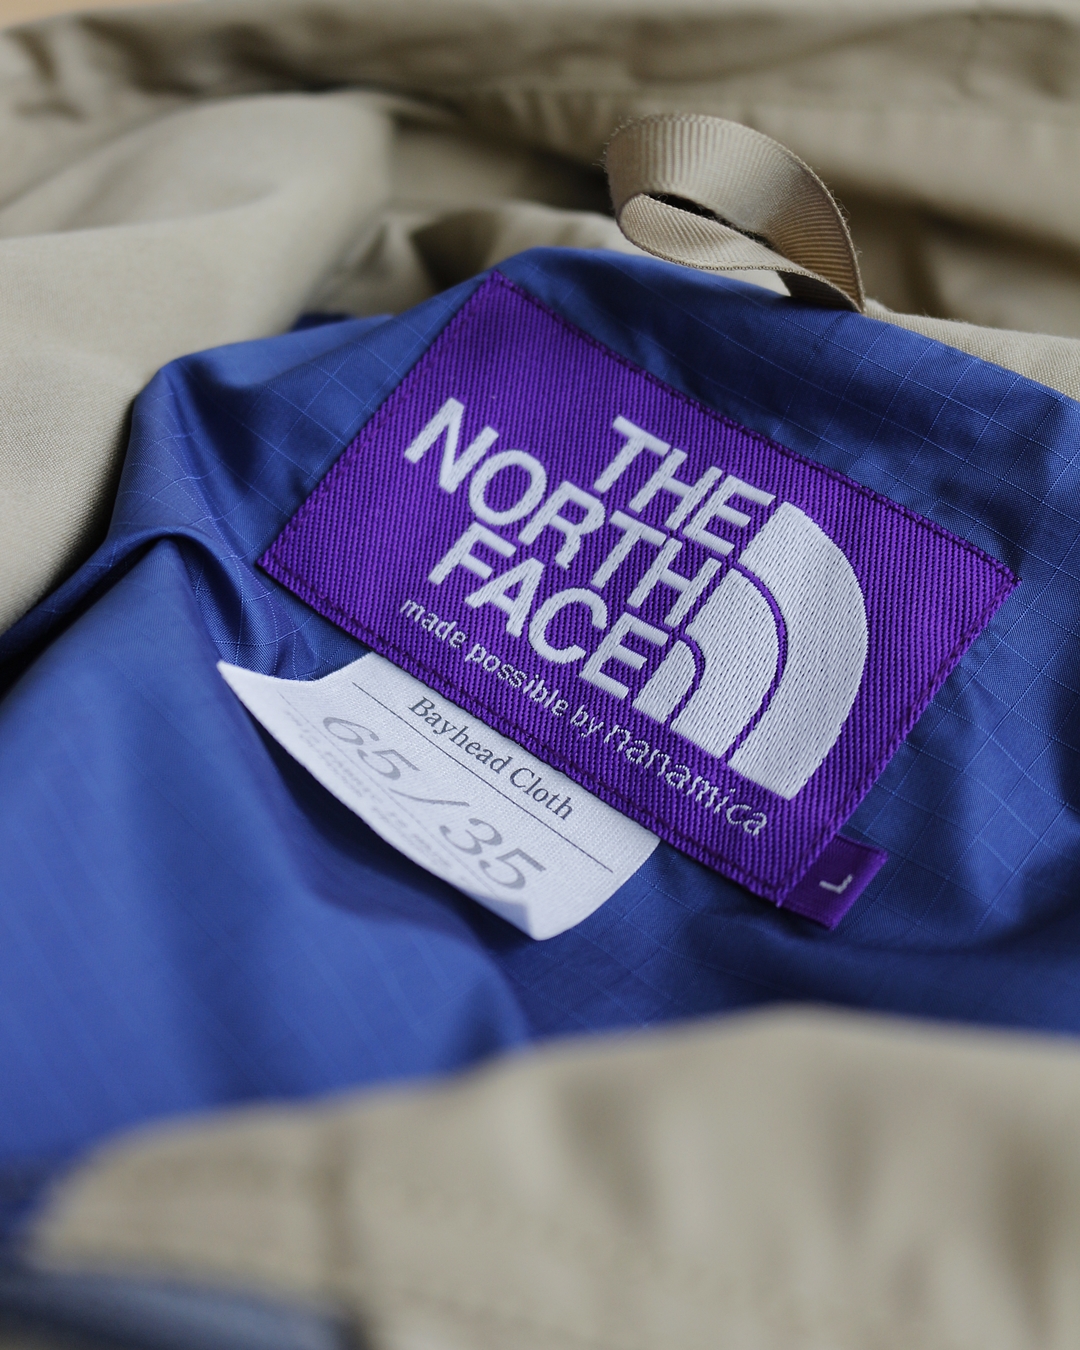 THE
NORTH
FACE
made possible by nanamica
L
Bayhead Cloth
65/35